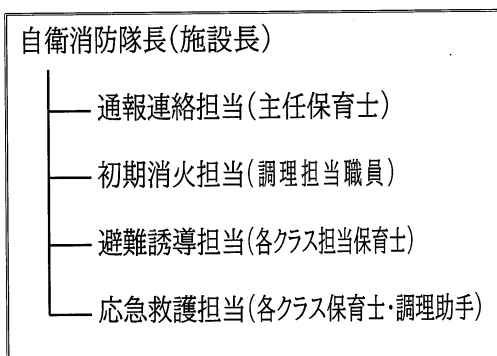 自衛消防隊長(施設長)
通報連絡担当(主任保育士)
初期消火担当(調理担当職員)
避難誘導担当(各クラス担当保育士)
応急救護担当(各クラス保育士・調理助手)